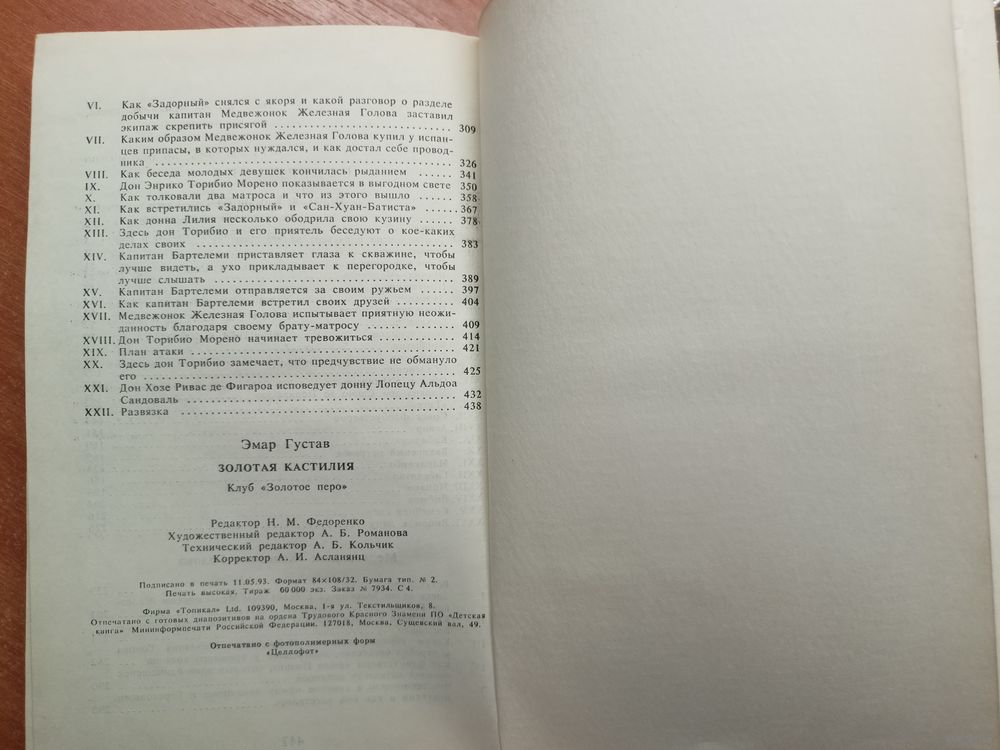 VI. Как «Задорный» снялся с якоря и какой разговор о разделе
добычи капитан Медвежонок Железная Голова заставил
экипаж скрепить присягой 309
VII. Каким образом Медвежонок Железная Голова купил у испан-
цев припасы, в которых нуждался, и как достал себе провод-
ника 326
VIII. Как беседа молодых девушек кончилась рыданием 341
IX. Дон Энрико Торибио Морено показывается в выгодном свете 350
X. Как толковали два матроса и что из этого вышло 358
XI. Как встретились «Задорный» и «Сан-Хуан-Батиста» 367
XII. Как донна Лилия несколько ободрила свою кузину 378
XIII. Здесь дон Торибио и его приятель беседуют о кое-каких
делах своих 383
XIV. Капитан Бартелеми приставляет глаза к скважине, чтобы
лучше видеть, а ухо прикладывает к перегородке, чтобы
лучше слышать 389
XV. Капитан Бартелеми отправляется за своим ружьем 397
XVI. Как капитан Бартелеми встретил своих друзей 404
XVII. Медвежонок Железная Голова испытывает приятную неожи-
данность благодаря своему брату-матросу 409
XVIII. Дон Торибио Морено начинает тревожиться 414
XIX. План атаки 421
XX. Здесь дон Торибио замечает, что предчувствие не обмануло
его 425
XXI. Дон Хозе Ривас де Фигароа исповедует донну Лопецу Альдоа
Сандоваль 432
XXII. Развязка 438
Эмар Густав
ЗОЛОТАЯ КАСТИЛИЯ
Клуб «Золотое перо»
Редактор Н. М. Федоренко
Художественный редактор А. Б. Романова
Технический редактор А. Б. Кольчик
Корректор А. И. Асланянц
Подписано в печать 11.05.93. Формат 84×108/32. Бумага тип. № 2.
Печать высокая. Тираж 60 000 экз. Заказ № 7934. С 4.
Фирма «Топикал» Ltd. 109390, Москва, 1-я ул. Текстильщиков, 8.
Отпечатано с готовых диапозитивов на ордена Трудового Красного Знамени ПО «Детская
книга» Мининформпечати Российской Федерации. 127018, Москва, Сущевский вал, 49.
Отпечатано с фотополимерных форм
«Целлофот»